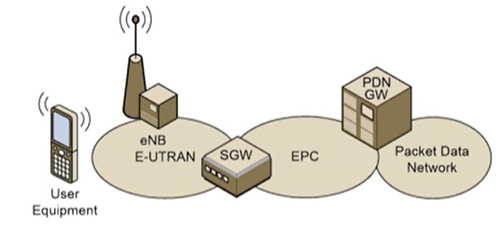 User
Equipment
eNB
E-UTRAN
SGW
EPC
PDN
GW
Packet Data
Network